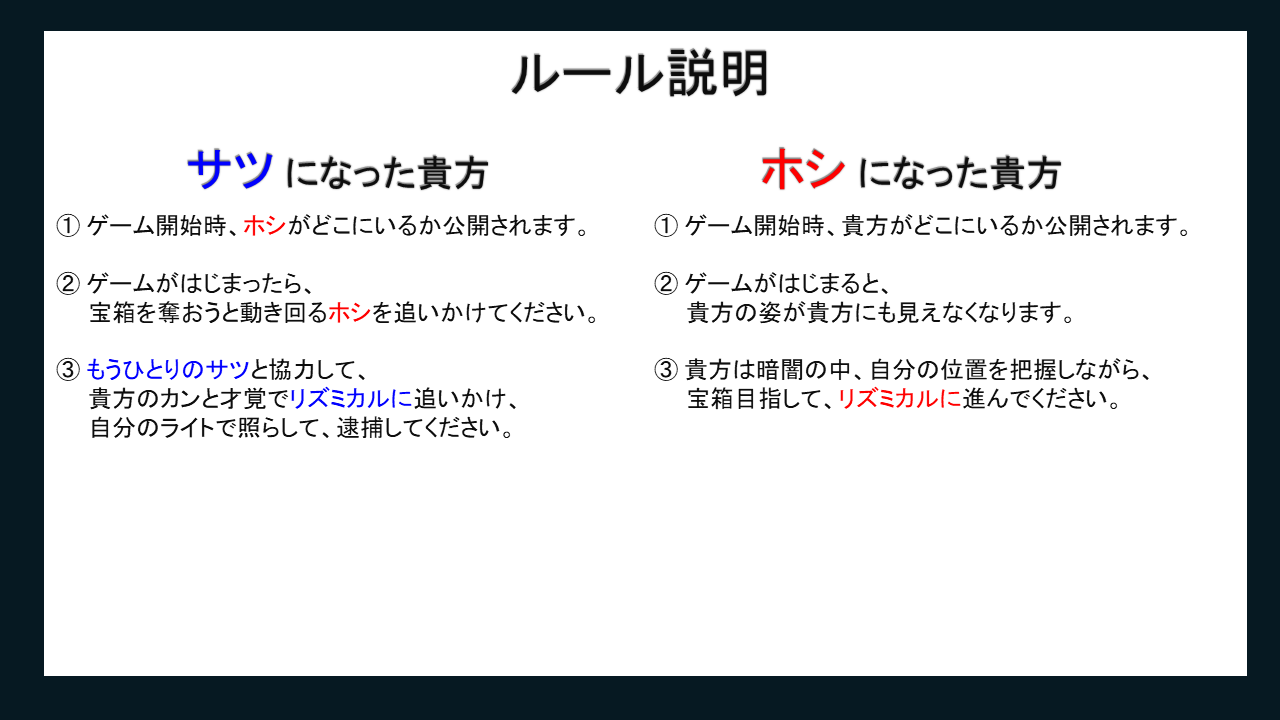 ルール説明
サツ になった貴方
① ゲーム開始時、ホシがどこにいるか公開されます。
② ゲームがはじまったら、
宝箱を奪おうと動き回るホシを追いかけてください。
③ もうひとりのサツと協力して、
貴方のカンと才覚でリズミカルに追いかけ、
自分のライトで照らして、逮捕してください。
ホシ になった貴方
① ゲーム開始時、貴方がどこにいるか公開されます。
② ゲームがはじまると、
貴方の姿が貴方にも見えなくなります。
③ 貴方は暗闇の中、自分の位置を把握しながら、
宝箱目指して、リズミカルに進んでください。